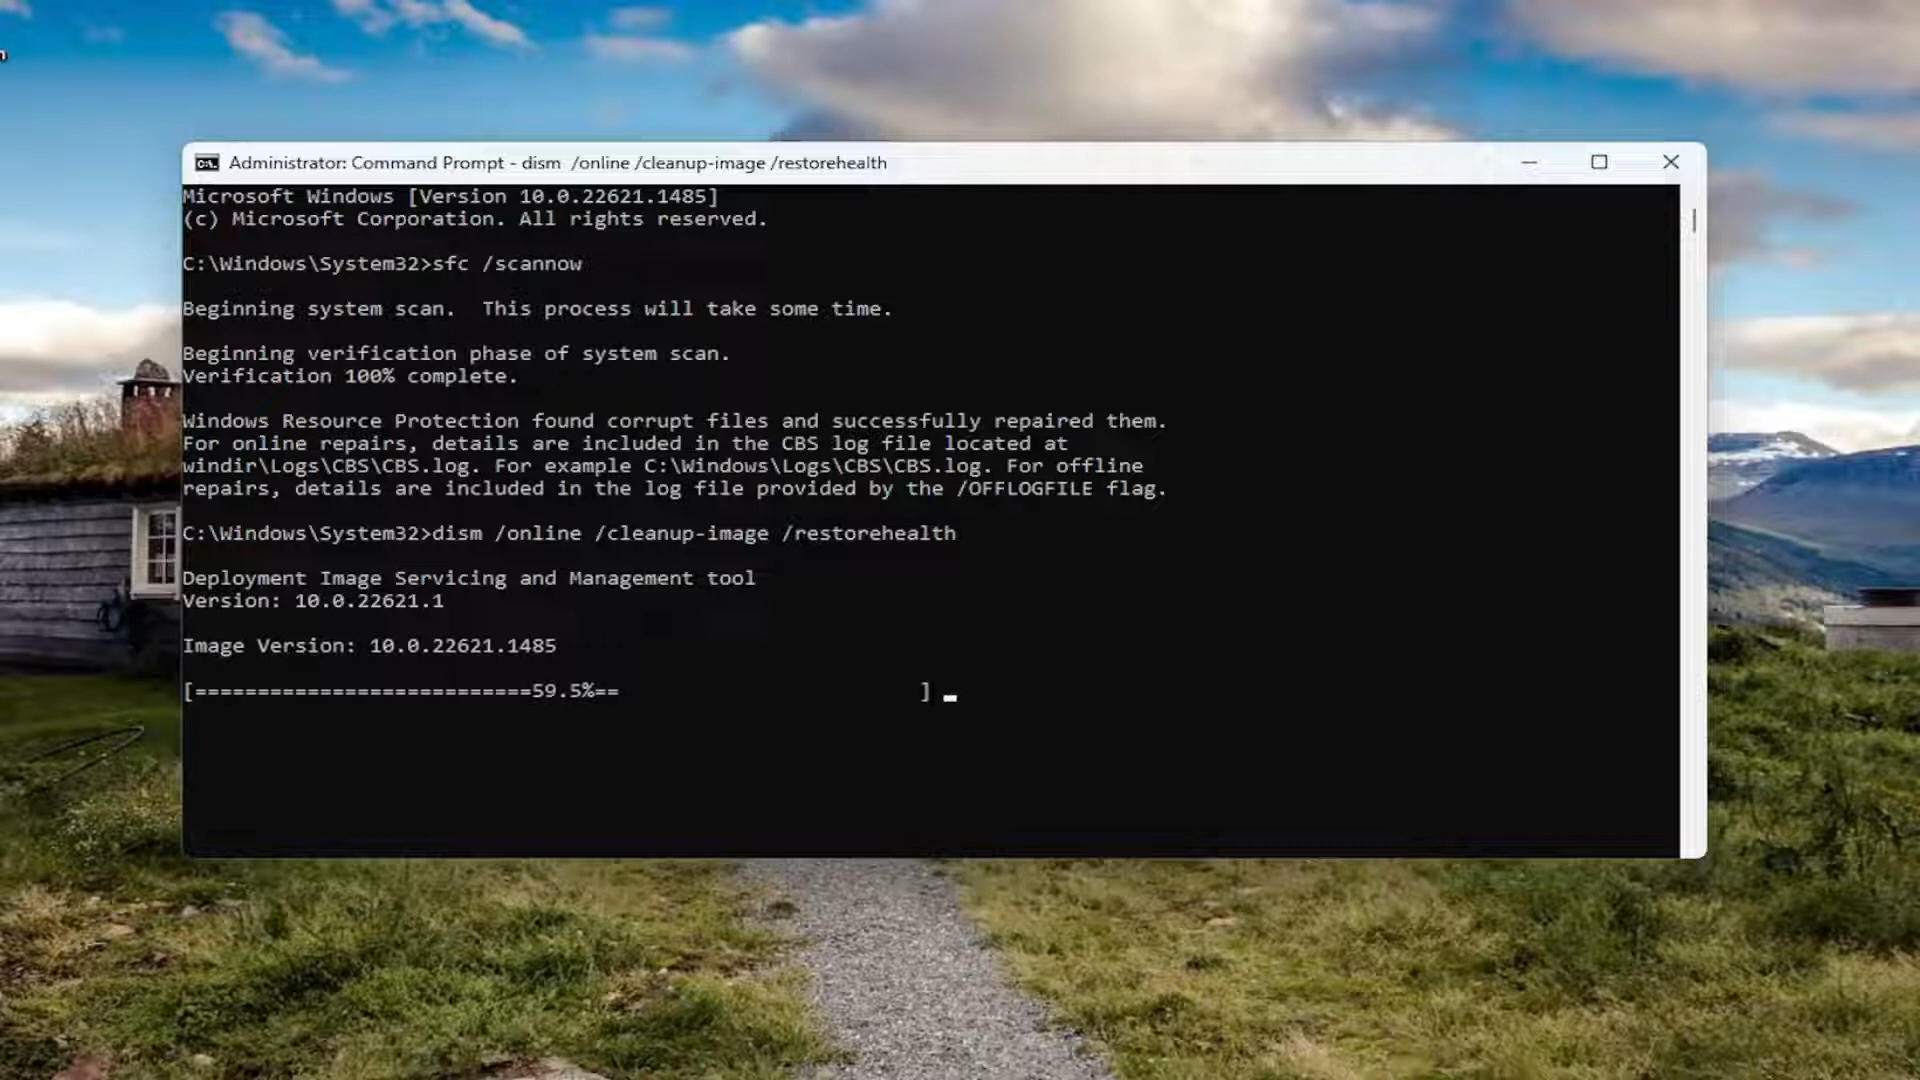 Administrator: Command Prompt - dism  /online /cleanup-image /restorehealth
Microsoft Windows [Version 10.0.22621.1485]
(c) Microsoft Corporation. All rights reserved.
C:\Windows\System32>sfc /scannow
Beginning system scan.  This process will take some time.
Beginning verification phase of system scan.
Verification 100% complete.
Windows Resource Protection found corrupt files and successfully repaired them.
For online repairs, details are included in the CBS log file located at
windir\Logs\CBS\CBS.log. For example C:\Windows\Logs\CBS\CBS.log. For offline
repairs, details are included in the log file provided by the /OFFLOGFILE flag.
C:\Windows\System32>dism /online /cleanup-image /restorehealth
Deployment Image Servicing and Management tool
Version: 10.0.22621.1
Image Version: 10.0.22621.1485
[===========================59.5%==                        ]